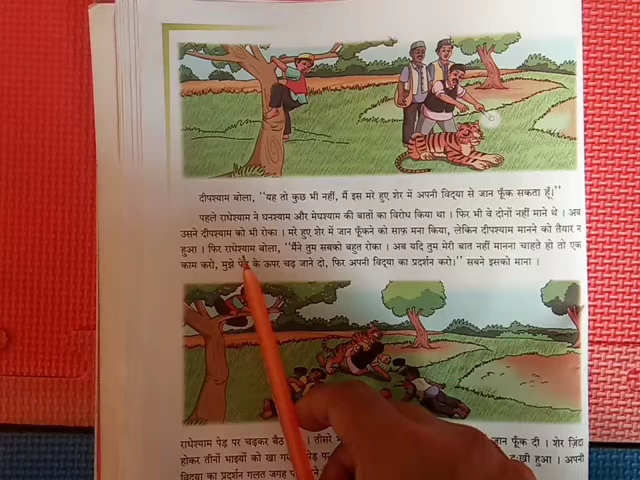 दीपश्याम बोला, “यह तो कुछ भी नहीं, मैं इस मरे हुए शेर में अपनी विद्या से जान फूँक सकता हूँ।”
पहले राधेश्याम ने घनश्याम और मेघश्याम की बातों का विरोध किया था । फिर भी वे दोनों नहीं माने थे । अब
उसने दीपश्याम को भी रोका । मरे हुए शेर में जान फूँकने को साफ़ मना किया, लेकिन दीपश्याम मानने को तैयार न
हुआ । फिर राधेश्याम बोला, “मैंने तुम सबको बहुत रोका । अब यदि तुम मेरी बात नहीं मानना चाहते हो तो एक
काम करो, मुझे पेड़ के ऊपर चढ़ जाने दो, फिर अपनी विद्या का प्रदर्शन करो।” सबने इसको माना ।
राधेश्याम पेड़ पर चढ़कर बैठ । तीसरे जान फूँक दी । शेर ज़िंदा
होकर तीनों भाइयों को खा पेड़ पर दुःखी हुआ । अपनी
विद्या का प्रदर्शन गलत जगह